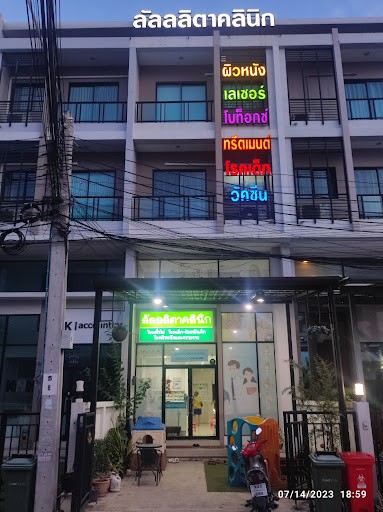 ลัลลลิตาคลินิก
ผิวหนัง
เลเซอร์
โบท็อคซ์
ทรีตเมนต์
โรคเด็ก
วัคซีน
ลัลลลิตาคลินิก
K accounting
07/14/2023 18:59